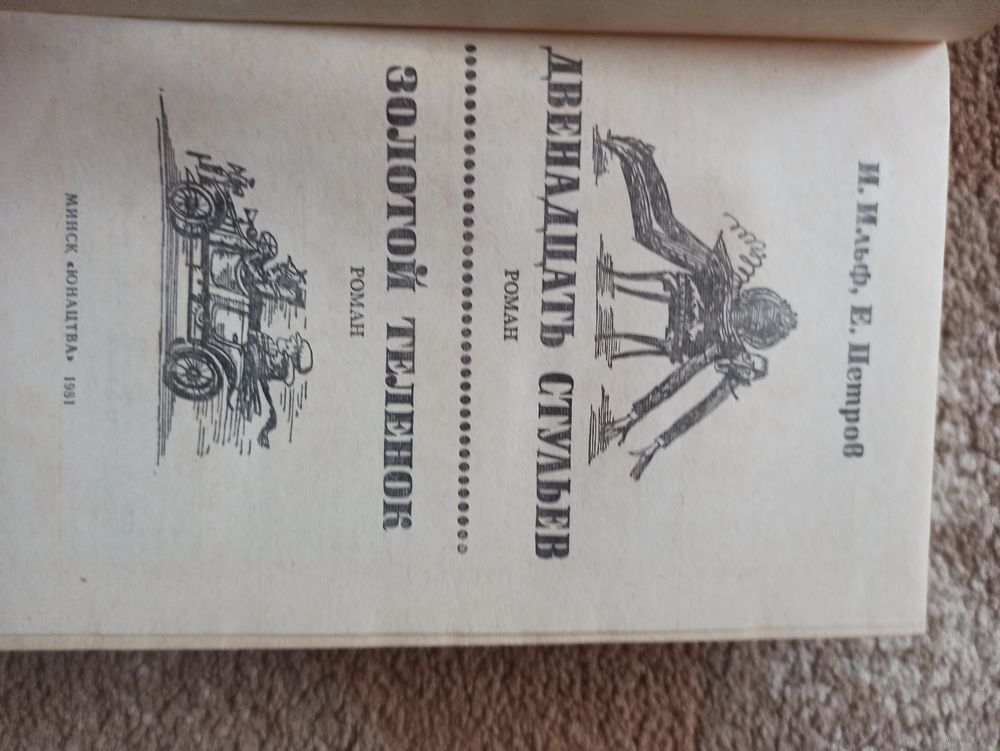 И. Ильф, Е. Петров
ДВЕНАДЦАТЬ СТУЛЬЕВ
РОМАН
ЗОЛОТОЙ ТЕЛЕНОК
РОМАН
МИНСК «ЮНАЦТВА» 1981